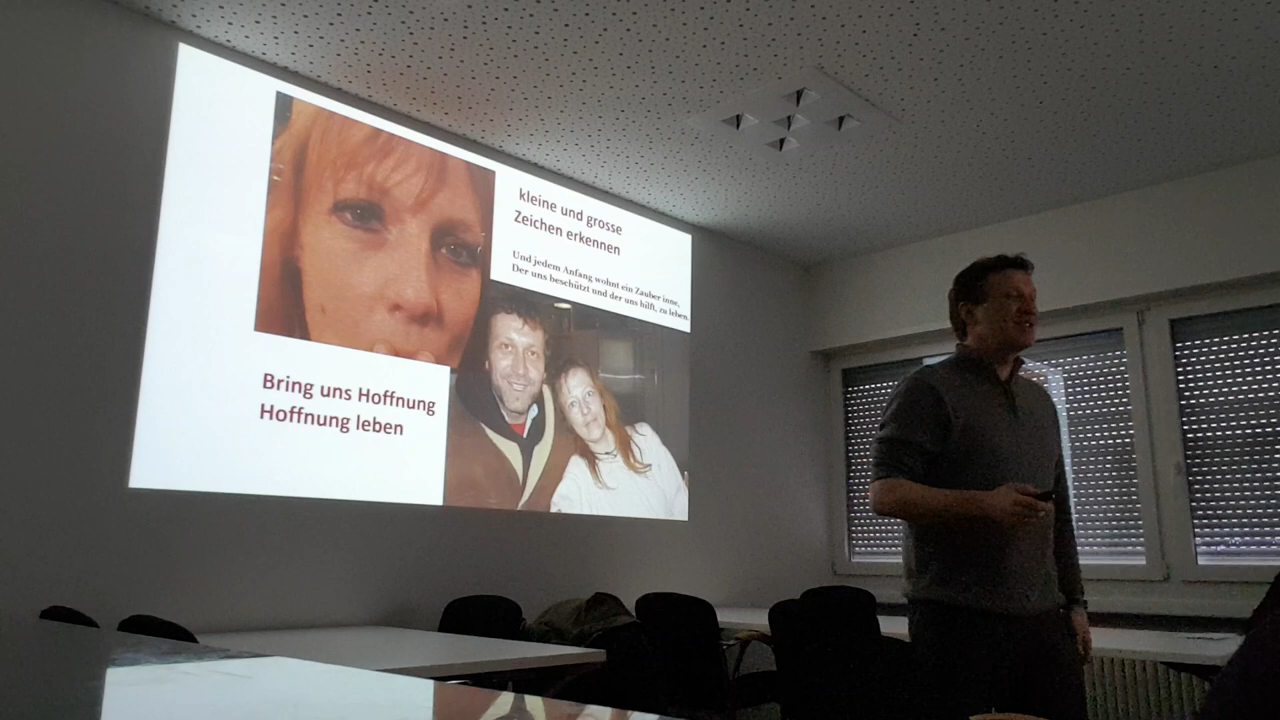 kleine und grosse
Zeichen erkennen
Und jedem Anfang wohnt ein Zauber inne,
Der uns beschützt und der uns hilft, zu leben.
Bring uns Hoffnung
Hoffnung leben